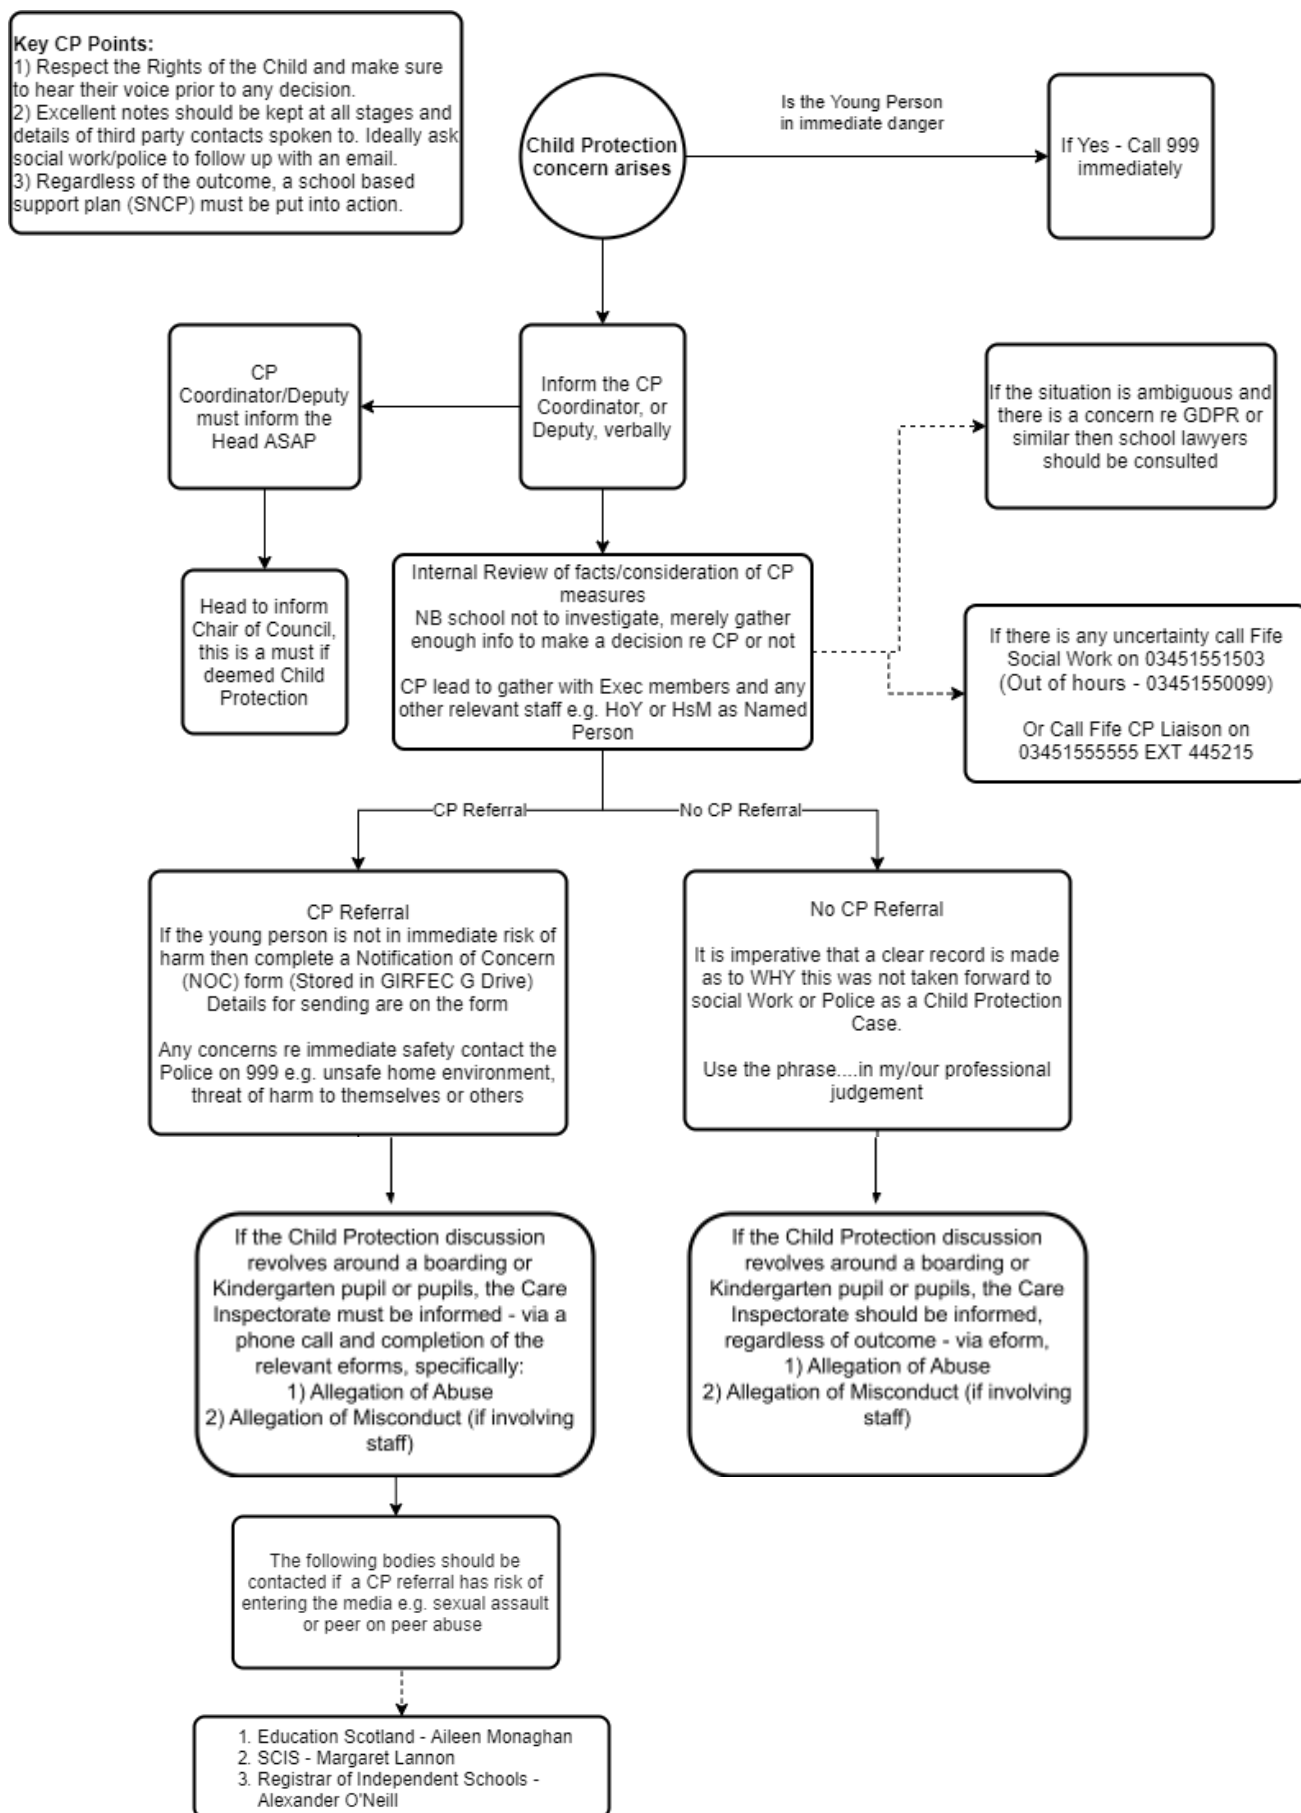 Key CP Points:
1) Respect the Rights of the Child and make sure
to hear their voice prior to any decision.
2) Excellent notes should be kept at all stages and
details of third party contacts spoken to. Ideally ask
social work/police to follow up with an email.
3) Regardless of the outcome, a school based
support plan (SNCP) must be put into action.
Child Protection
concern arises
Is the Young Person
in immediate danger
If Yes - Call 999
immediately
CP
Coordinator/Deputy
must inform the
Head ASAP
Inform the CP
Coordinator, or
Deputy, verbally
If the situation is ambiguous and
there is a concern re GDPR or
similar then school lawyers
should be consulted
Head to inform
Chair of Council,
this is a must if
deemed Child
Protection
Internal Review of facts/consideration of CP
measures
NB school not to investigate, merely gather
enough info to make a decision re CP or not
CP lead to gather with Exec members and any
other relevant staff e.g. HoY or HsM as Named
Person
If there is any uncertainty call Fife
Social Work on 03451551503
(Out of hours - 03451550099)
Or Call Fife CP Liaison on
03451555555 EXT 445215
CP Referral
No CP Referral
CP Referral
If the young person is not in immediate risk of
harm then complete a Notification of Concern
(NOC) form (Stored in GIRFEC G Drive)
Details for sending are on the form
Any concerns re immediate safety contact the
Police on 999 e.g. unsafe home environment,
threat of harm to themselves or others
No CP Referral
It is imperative that a clear record is made
as to WHY this was not taken forward to
social Work or Police as a Child Protection
Case.
Use the phrase....in my/our professional
judgement
If the Child Protection discussion
revolves around a boarding or
Kindergarten pupil or pupils, the Care
Inspectorate must be informed - via a
phone call and completion of the
relevant eforms, specifically:
1) Allegation of Abuse
2) Allegation of Misconduct (if involving
staff)
If the Child Protection discussion
revolves around a boarding or
Kindergarten pupil or pupils, the Care
Inspectorate should be informed,
regardless of outcome - via eform,
1) Allegation of Abuse
2) Allegation of Misconduct (if involving
staff)
The following bodies should be
contacted if a CP referral has risk of
entering the media e.g. sexual assault
or peer on peer abuse
1. Education Scotland - Aileen Monaghan
2. SCIS - Margaret Lannon
3. Registrar of Independent Schools -
Alexander O'Neill